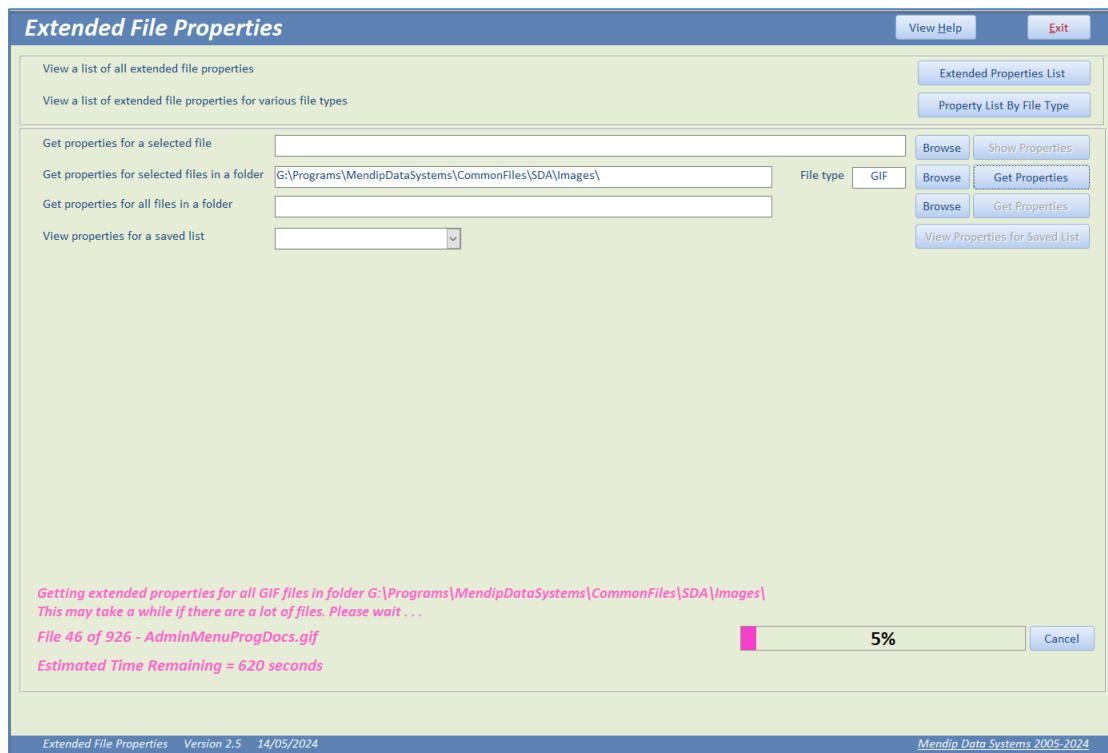 Extended File Properties View Help Exit
View a list of all extended file properties Extended Properties List
View a list of extended file properties for various file types Property List By File Type
Get properties for a selected file Browse Show Properties
Get properties for selected files in a folder G:\Programs\MendipDataSystems\CommonFiles\SDA\Images\ File type GIF Browse Get Properties
Get properties for all files in a folder Browse Get Properties
View properties for a saved list View Properties for Saved List
Getting extended properties for all GIF files in folder G:\Programs\MendipDataSystems\CommonFiles\SDA\Images\
This may take a while if there are a lot of files. Please wait . . .
File 46 of 926 - AdminMenuProgDocs.gif 5% Cancel
Estimated Time Remaining = 620 seconds
Extended File Properties Version 2.5 14/05/2024 Mendip Data Systems 2005-2024